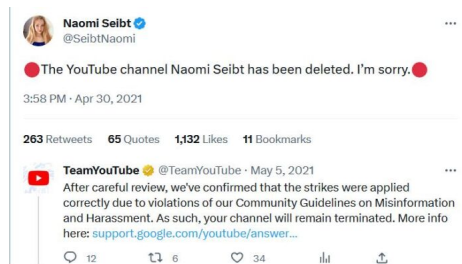 Naomi Seibt
@SeibtNaomi
The YouTube channel Naomi Seibt has been deleted. I'm sorry.
3:58 PM · Apr 30, 2021
263 Retweets 65 Quotes 1,132 Likes 11 Bookmarks
TeamYouTube @TeamYouTube · May 5, 2021
After careful review, we've confirmed that the strikes were applied
correctly due to violations of our Community Guidelines on Misinformation
and Harassment. As such, your channel will remain terminated. More info
here: support.google.com/youtube/answer...
12 6 34